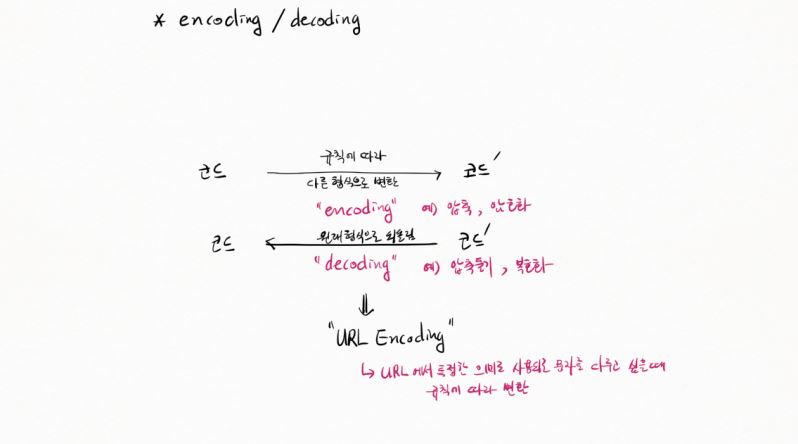 * encoding / decoding
규칙에 따라
코드 코드′
다른 형식으로 변환
"encoding" 예) 압축, 암호화
원래 형식으로 되돌림
코드 코드′
"decoding" 예) 압축풀기, 복호화
"URL Encoding"
↳ URL에서 특정한 의미로 사용되는 문자를 다루고 싶을때
규칙에 따라 변환